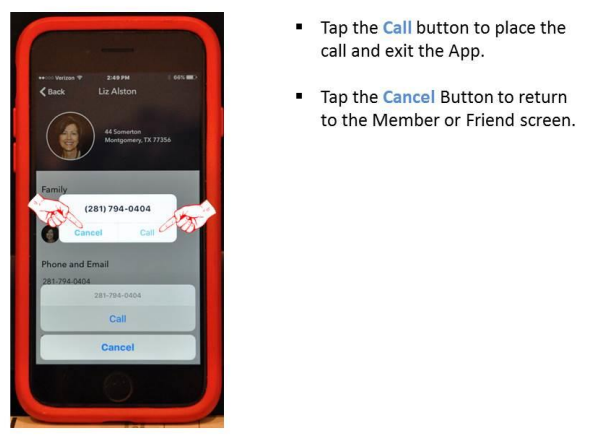 Verizon 2:49 PM 66%
Back Liz Alston
44 Somerton
Montgomery, TX 77356
Family
(281) 794-0404
Cancel Call
Phone and Email
281-794-0404
281-794-0404
Call
Cancel
▪ Tap the Call button to place the
call and exit the App.
▪ Tap the Cancel Button to return
to the Member or Friend screen.